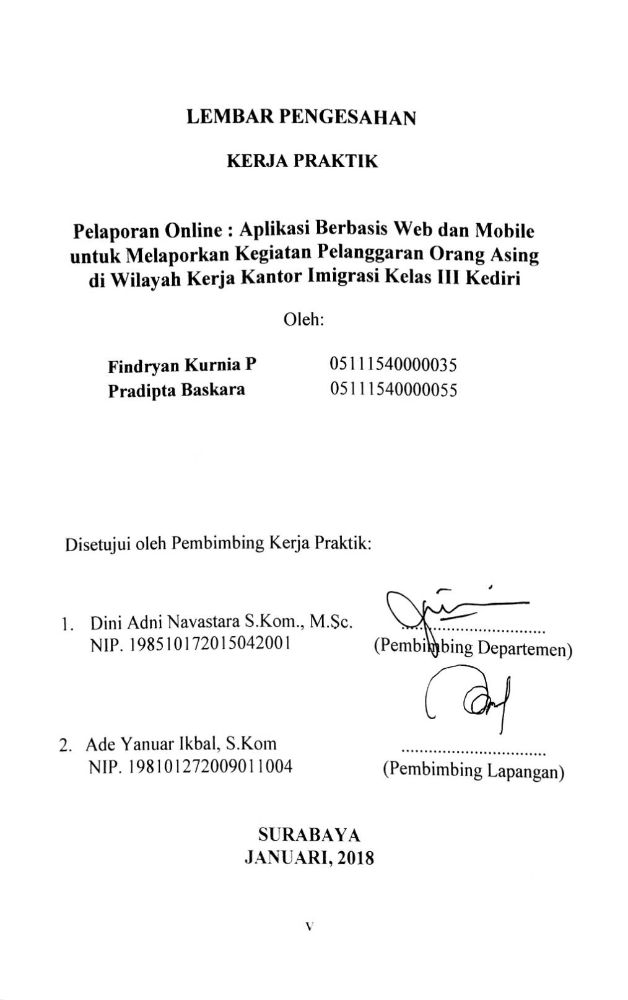 LEMBAR PENGESAHAN
KERJA PRAKTIK
Pelaporan Online : Aplikasi Berbasis Web dan Mobile
untuk Melaporkan Kegiatan Pelanggaran Orang Asing
di Wilayah Kerja Kantor Imigrasi Kelas III Kediri
Oleh:
Findryan Kurnia P 05111540000035
Pradipta Baskara 05111540000055
Disetujui oleh Pembimbing Kerja Praktik:
1. Dini Adni Navastara S.Kom., M.Sc. ..............................
NIP. 198510172015042001 (Pembimbing Departemen)
2. Ade Yanuar Ikbal, S.Kom ..............................
NIP. 198101272009011004 (Pembimbing Lapangan)
SURABAYA
JANUARI, 2018
v